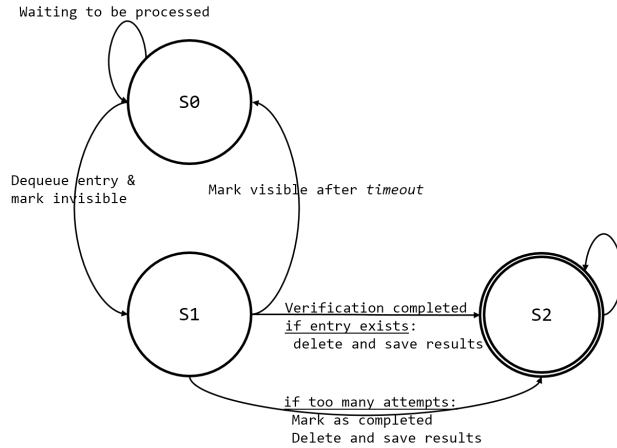 Waiting to be processed
S0
Dequeue entry &
mark invisible
Mark visible after timeout
S1
Verification completed
if entry exists:
delete and save results
S2
if too many attempts:
Mark as completed
Delete and save results